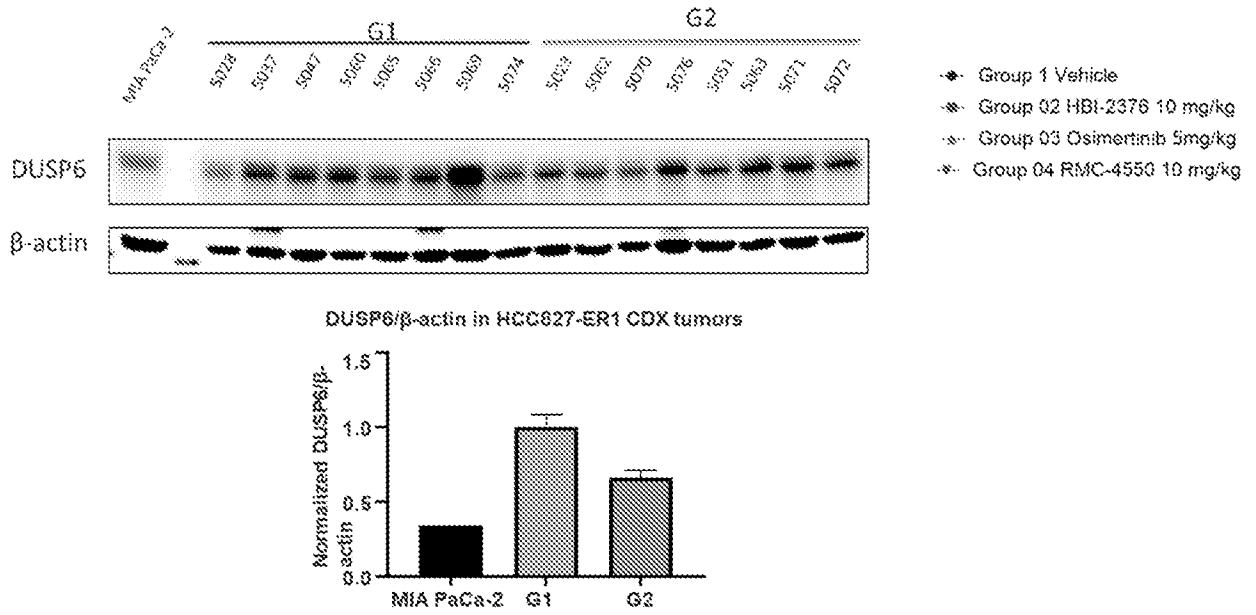 G1
G2
MIA PaCa-2
5028
5037
5047
5060
5065
5066
5069
5074
5023
5062
5070
5076
5051
5063
5071
5072
DUSP6
β-actin
Group 1 Vehicle
Group 02 HBI-2376 10 mg/kg
Group 03 Osimertinib 5mg/kg
Group 04 RMC-4550 10 mg/kg
DUSP6/β-actin in HCC827-ER1 CDX tumors
Normalized DUSP6/β-
actin
1.5
1.0
0.5
0.0
MIA PaCa-2 G1 G2